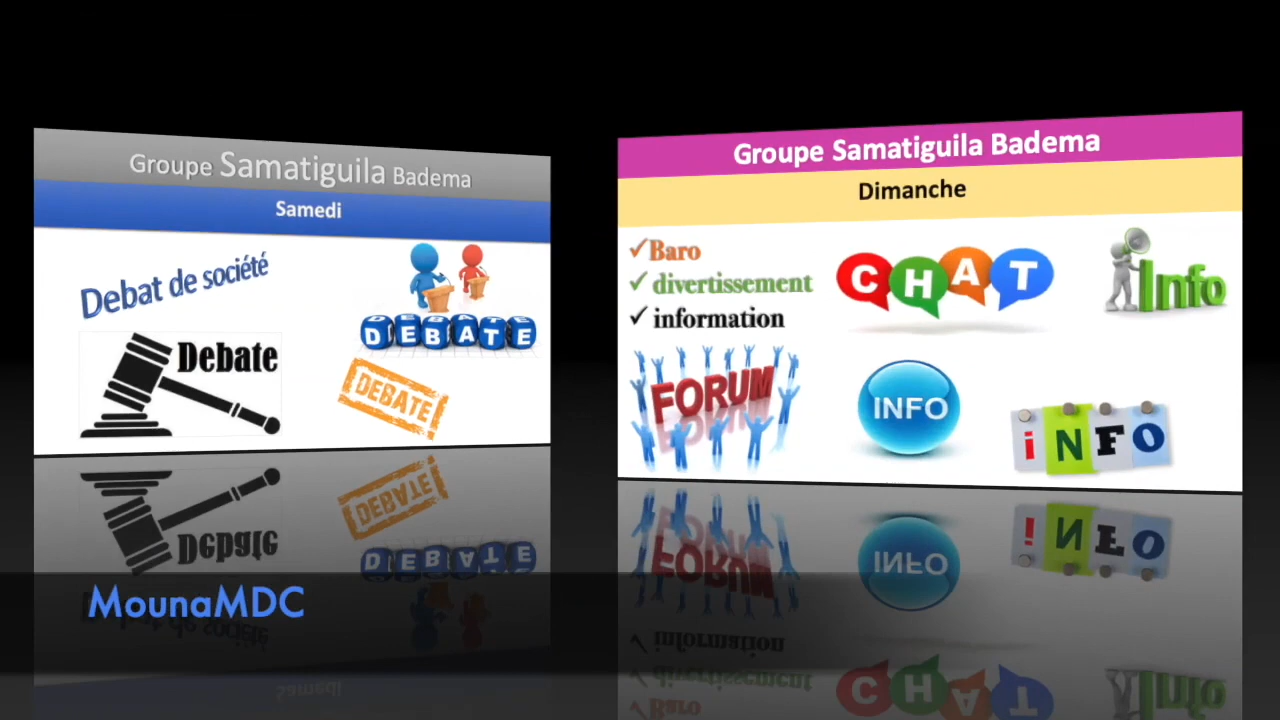 Groupe Samatiguila Badema
Samedi
Debat de société
DEBATE
Debate
DEBATE
Groupe Samatiguila Badema
Dimanche
✓Baro
✓ divertissement
✓ information
CHAT
Info
FORUM
INFO
iNFO
MounaMDC